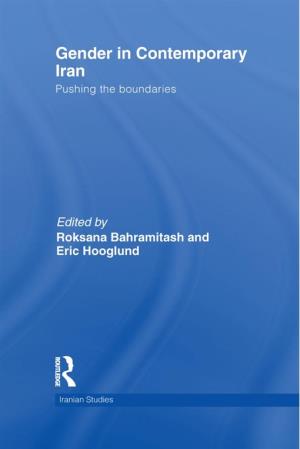 Gender in Contemporary
Iran
Pushing the boundaries
Edited by
Roksana Bahramitash and
Eric Hooglund
ROUTLEDGE
Iranian Studies